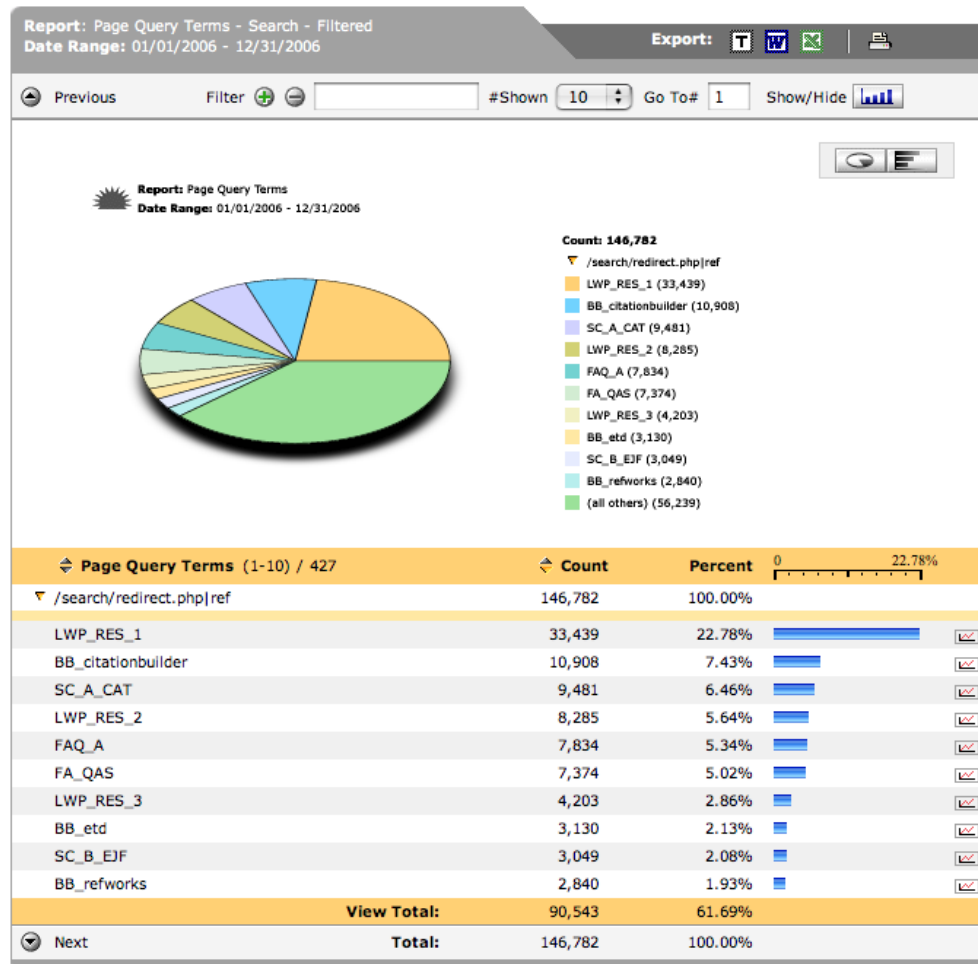 Report: Page Query Terms - Search - Filtered
Date Range: 01/01/2006 - 12/31/2006
Export: T W X
Previous Filter #Shown 10 Go To# 1 Show/Hide
Report: Page Query Terms
Date Range: 01/01/2006 - 12/31/2006
Count: 146,782
/search/redirect.php|ref
LWP_RES_1 (33,439)
BB_citationbuilder (10,908)
SC_A_CAT (9,481)
LWP_RES_2 (8,285)
FAQ_A (7,834)
FA_QAS (7,374)
LWP_RES_3 (4,203)
BB_etd (3,130)
SC_B_EJF (3,049)
BB_refworks (2,840)
(all others) (56,239)
Page Query Terms (1-10) / 427 Count Percent 0 22.78%
/search/redirect.php|ref 146,782 100.00%
LWP_RES_1 33,439 22.78%
BB_citationbuilder 10,908 7.43%
SC_A_CAT 9,481 6.46%
LWP_RES_2 8,285 5.64%
FAQ_A 7,834 5.34%
FA_QAS 7,374 5.02%
LWP_RES_3 4,203 2.86%
BB_etd 3,130 2.13%
SC_B_EJF 3,049 2.08%
BB_refworks 2,840 1.93%
View Total: 90,543 61.69%
Next Total: 146,782 100.00%